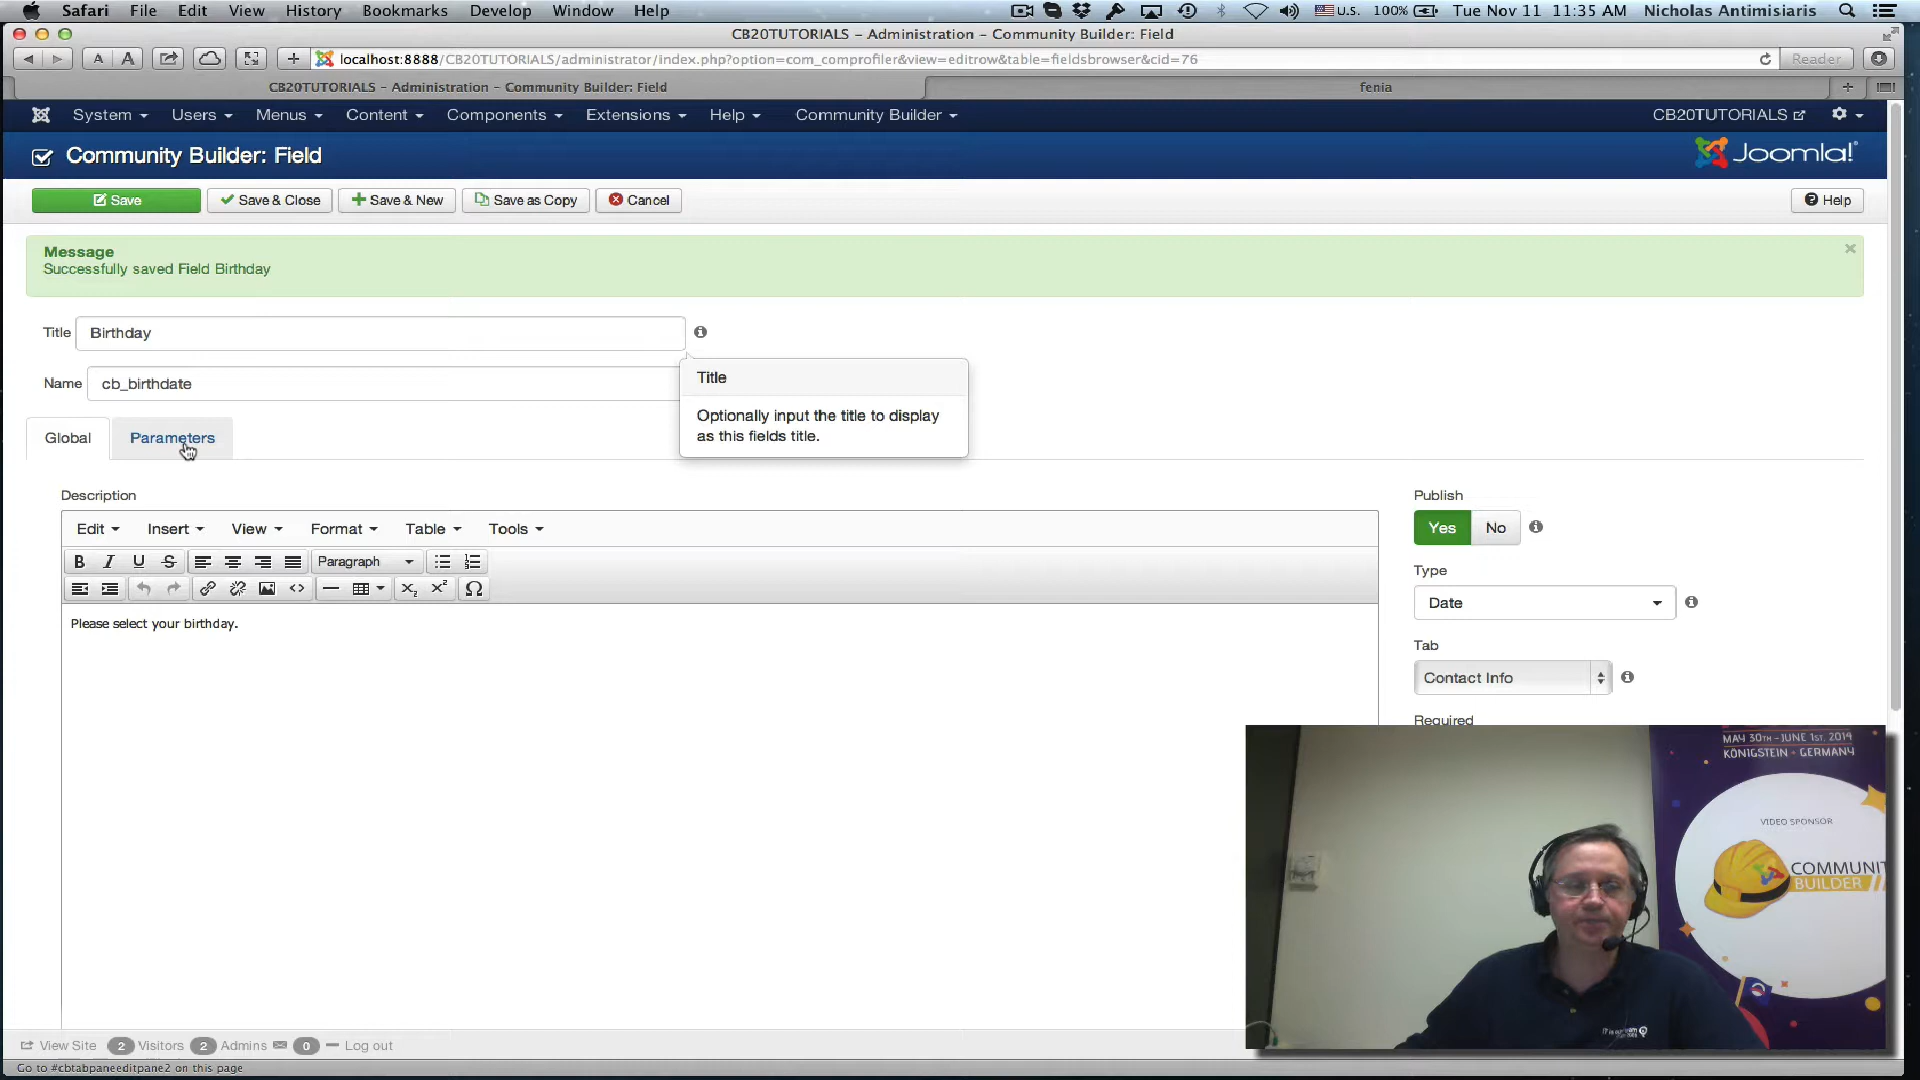 Safari File Edit View History Bookmarks Develop Window Help U.S. 100% Tue Nov 11 11:35 AM Nicholas Antimisiaris
CB20TUTORIALS – Administration – Community Builder: Field
A A localhost:8888/CB20TUTORIALS/administrator/index.php?option=com_comprofiler&view=editrow&table=fieldsbrowser&cid=76 Reader
CB20TUTORIALS – Administration – Community Builder: Field fenia
System Users Menus Content Components Extensions Help Community Builder CB20TUTORIALS
Community Builder: Field Joomla!
Save Save & Close Save & New Save as Copy Cancel Help
Message
Successfully saved Field Birthday
Title Birthday
Name cb_birthdate
Title
Optionally input the title to display
as this fields title.
Global Parameters
Description
Edit Insert View Format Table Tools
B I U S Paragraph
Please select your birthday.
Publish
Yes No
Type
Date
Tab
Contact Info
Required
MAY 30TH - JUNE 1ST, 2014
KÖNIGSTEIN - GERMANY
VIDEO SPONSOR
COMMUNIT
BUILDER
View Site 2 Visitors 2 Admins 0 Log out
Go to #cbtabpaneeditpane2 on this page